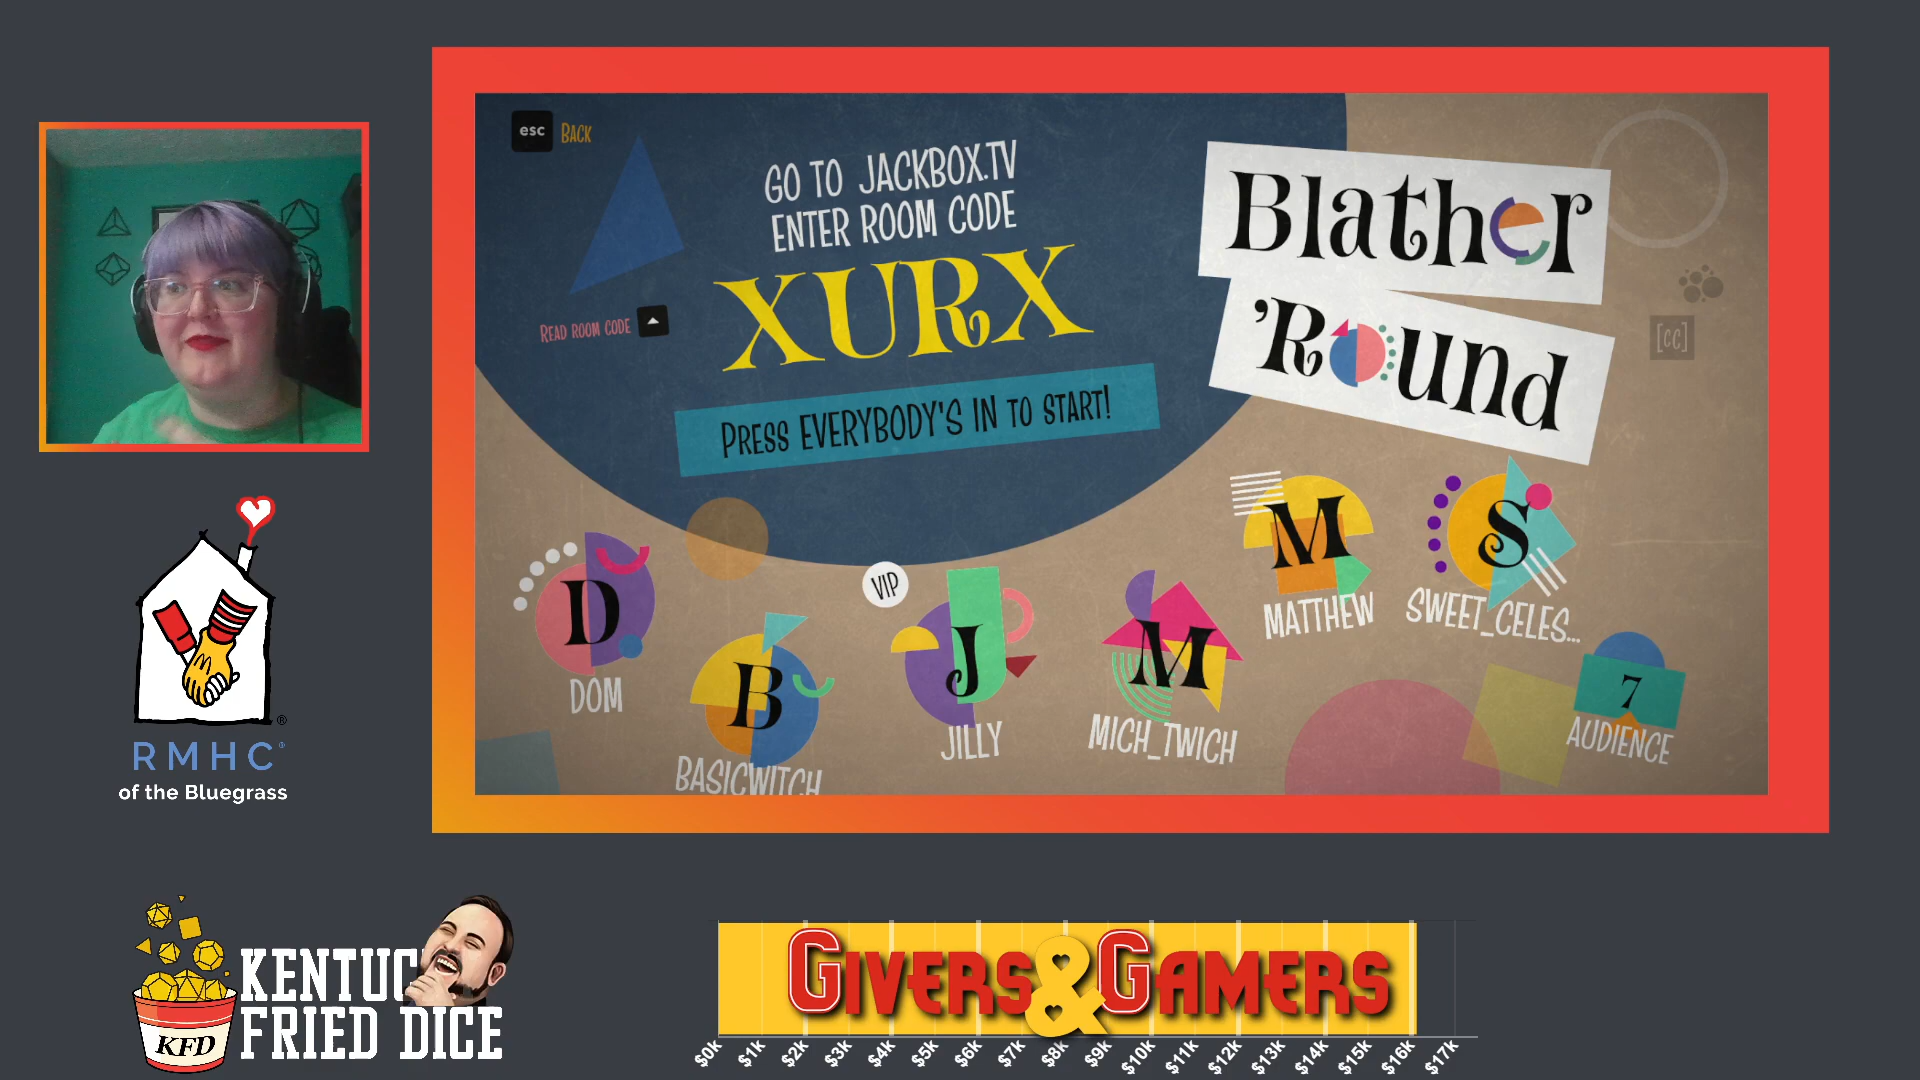 esc BACK
GO TO JACKBOX.TV
ENTER ROOM CODE
XURX
READ ROOM CODE
PRESS EVERYBODY'S IN TO START!
Blather
'Round
[CC]
D
DOM
B
BASICWITCH
VIP
J
JILLY
M
MICH_TWICH
M
MATTHEW
S
SWEET_CELES...
7
AUDIENCE
®
RMHC®
of the Bluegrass
KFD
KENTUC
FRIED DICE
GIVERS & GAMERS
$0k $1k $2k $3k $4k $5k $6k $7k $8k $9k $10k $11k $12k $13k $14k $15k $16k $17k